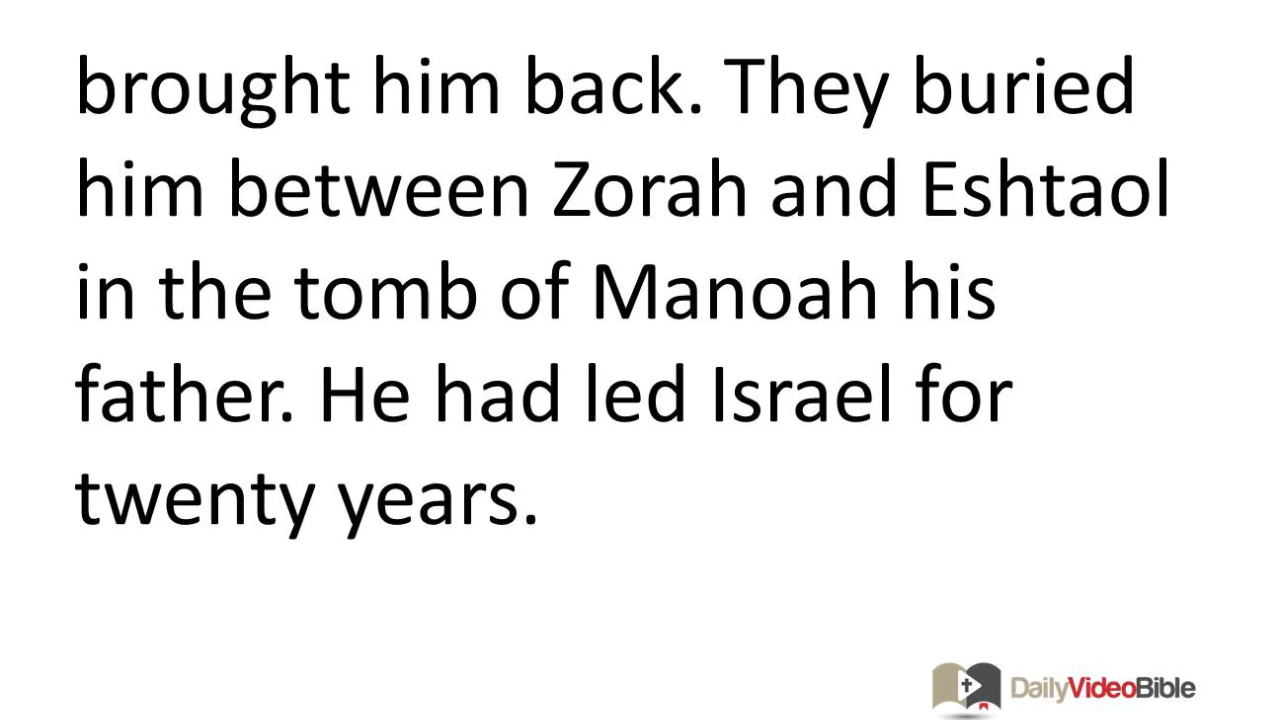 brought him back. They buried
him between Zorah and Eshtaol
in the tomb of Manoah his
father. He had led Israel for
twenty years.
DailyVideoBible